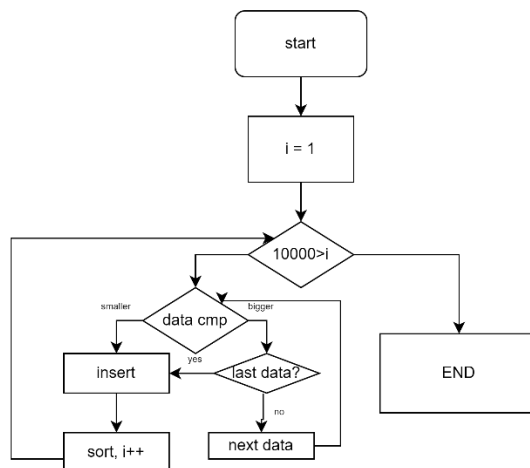 start
i = 1
10000>i
smaller
data cmp
bigger
insert
yes
last data?
END
no
sort, i++
next data